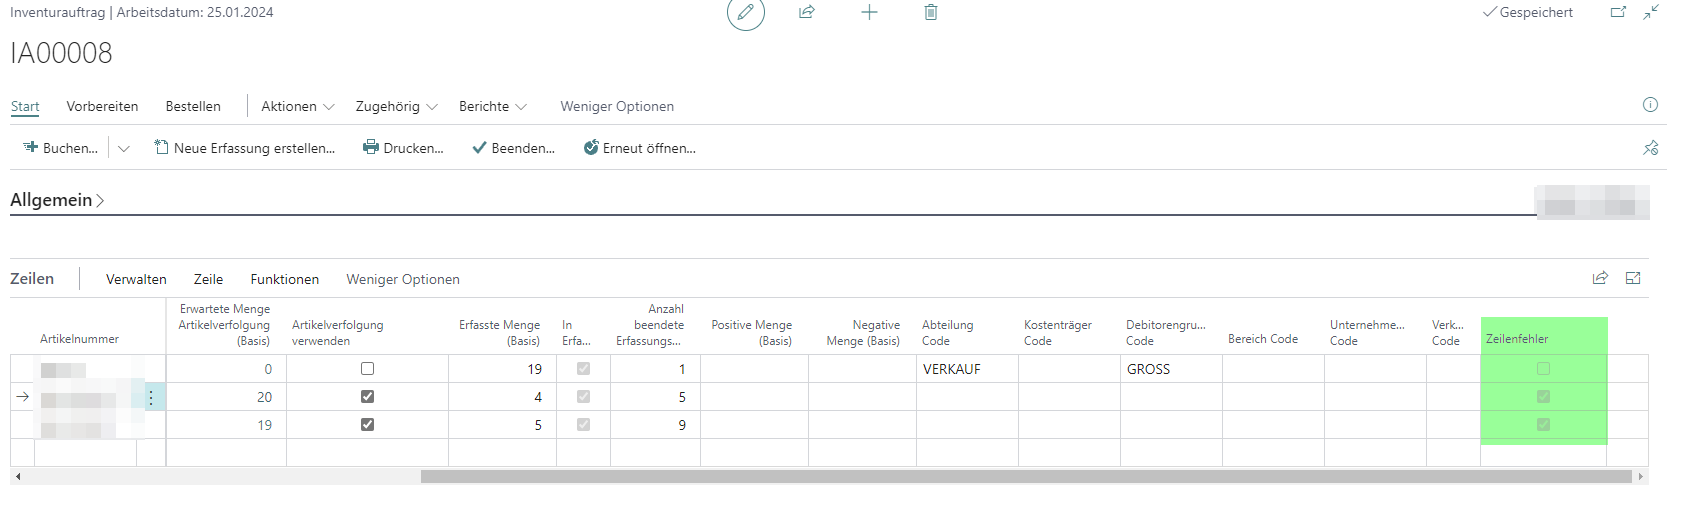 Inventurauftrag | Arbeitsdatum: 25.01.2024
Gespeichert
IA00008
Start Vorbereiten Bestellen Aktionen Zugehörig Berichte Weniger Optionen
Buchen... Neue Erfassung erstellen... Drucken... Beenden... Erneut öffnen...
Allgemein
Zeilen Verwalten Zeile Funktionen Weniger Optionen
Artikelnummer
Erwartete Menge
Artikelverfolgung
(Basis)
Artikelverfolgung
verwenden
Erfasste Menge
(Basis)
In
Erfa...
Anzahl
beendete
Erfassungs...
Positive Menge
(Basis)
Negative
Menge (Basis)
Abteilung
Code
Kostenträger
Code
Debitorengru...
Code
Bereich Code
Unternehme...
Code
Verk...
Code
Zeilenfehler
0 19 1 VERKAUF GROSS
20 4 5
19 5 9